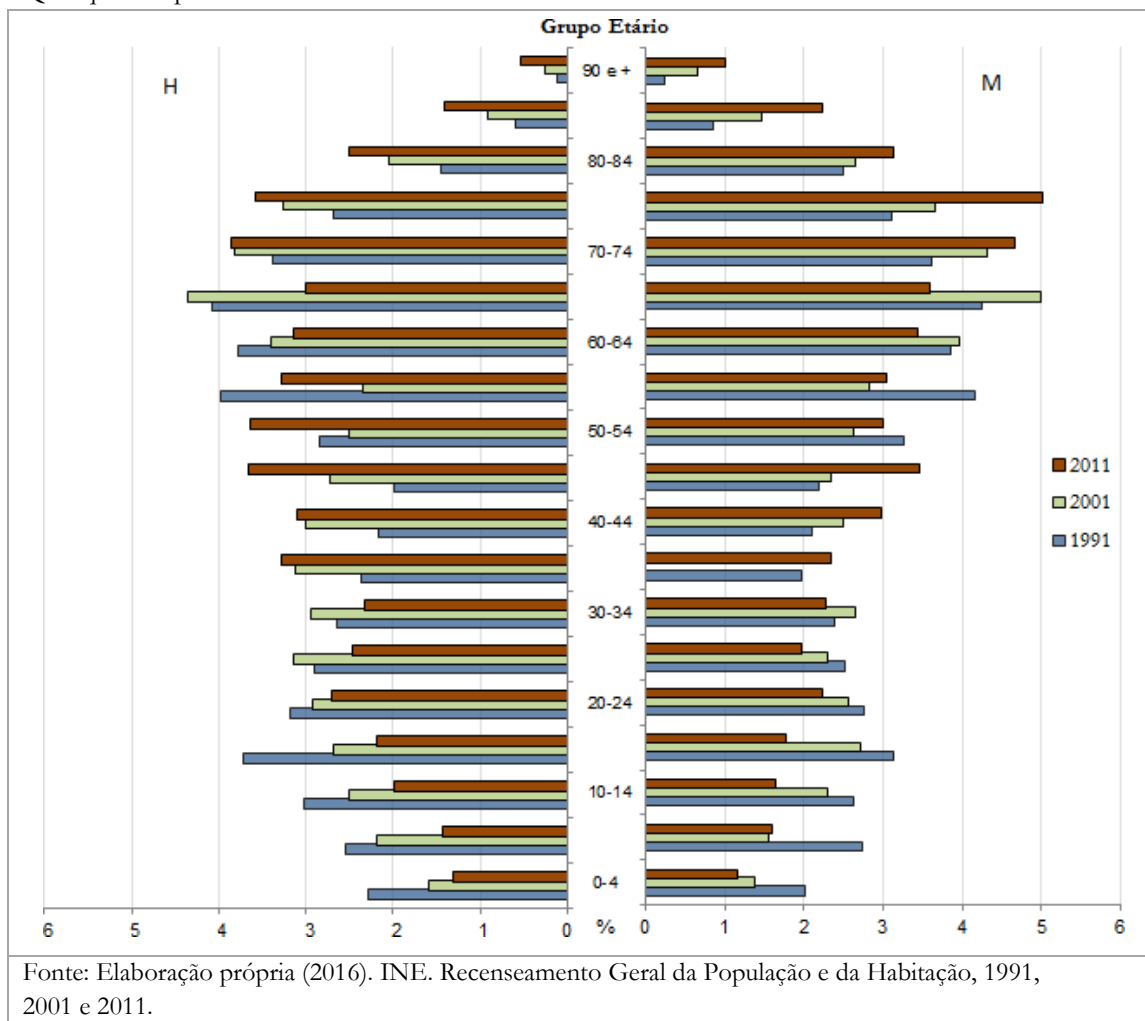 Grupo Etário
H
M
90 e +
80-84
70-74
60-64
50-54
40-44
30-34
20-24
10-14
0-4
2011
2001
1991
6 5 4 3 2 1 0 % 0 1 2 3 4 5 6
Fonte: Elaboração própria (2016). INE. Recenseamento Geral da População e da Habitação, 1991,
2001 e 2011.